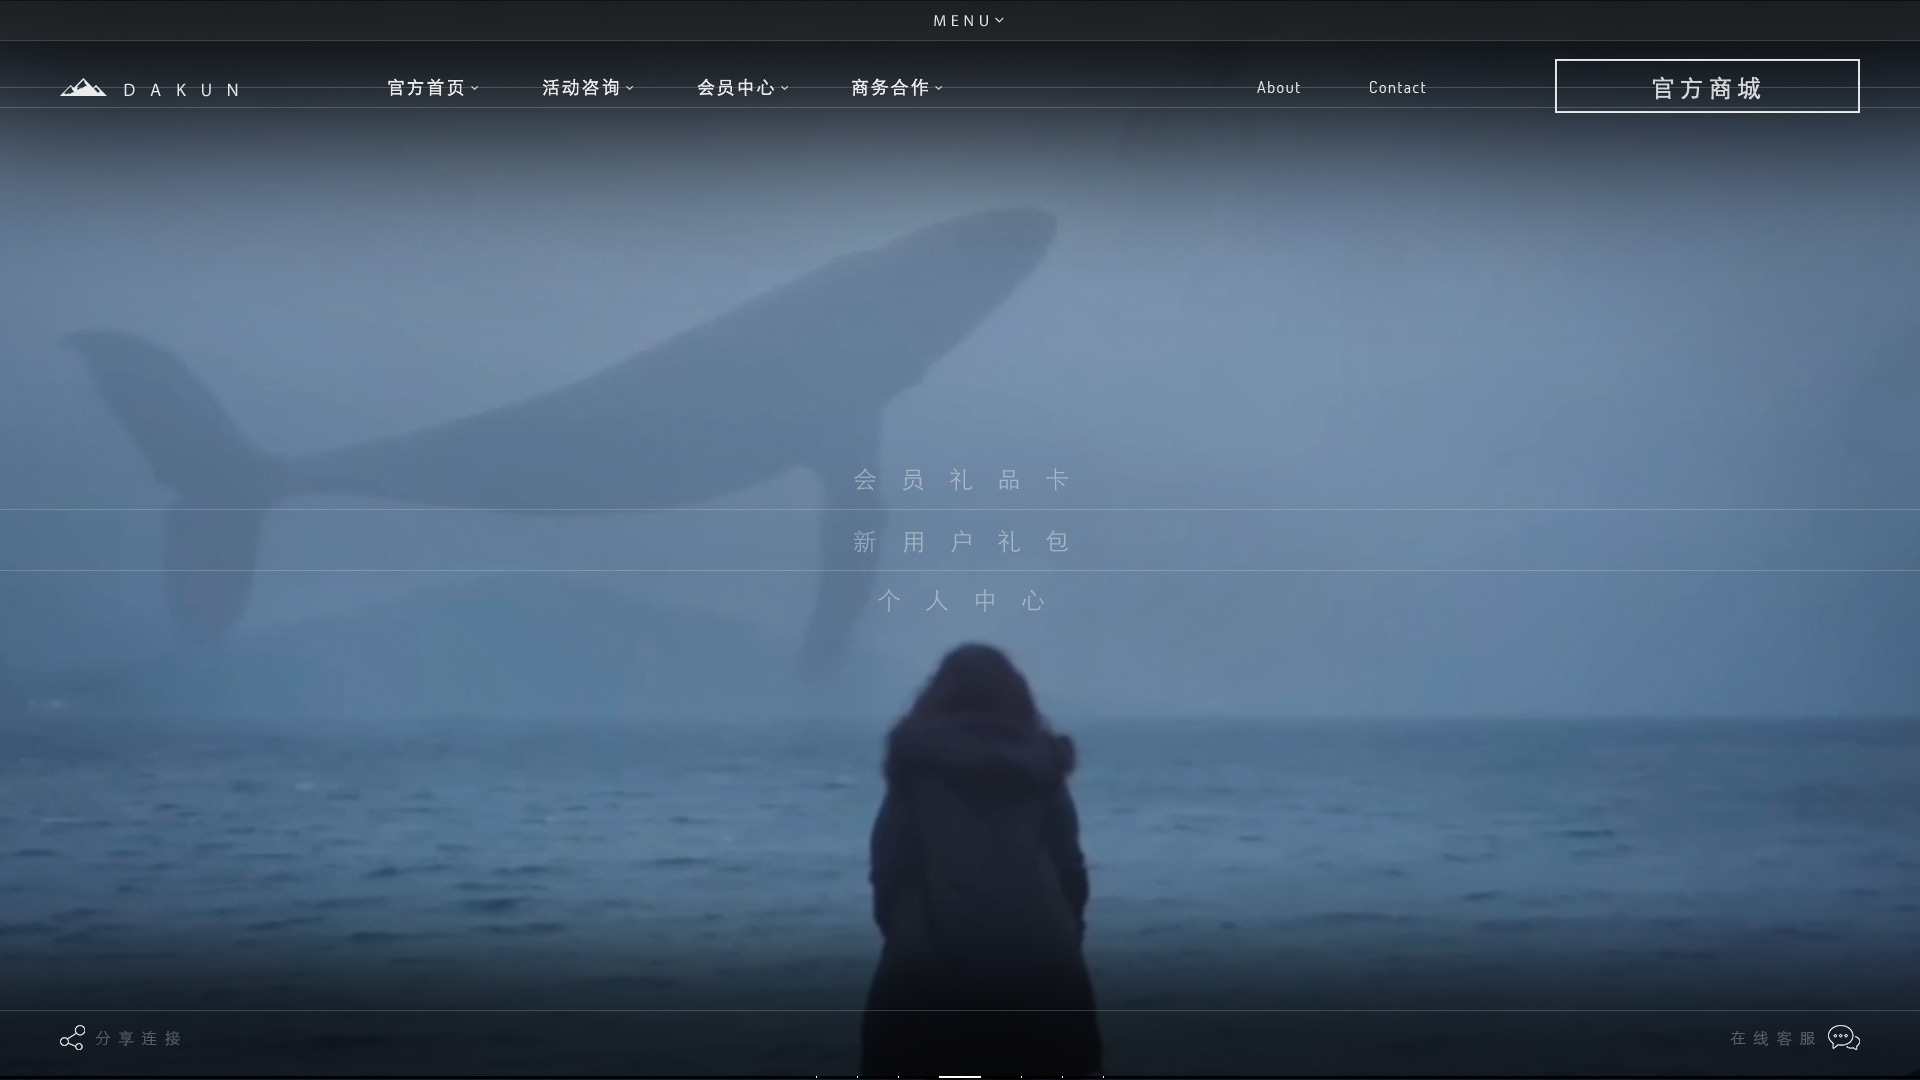 MENU
DAKUN 官方首页 活动咨询 会员中心 商务合作 About Contact 官方商城
会员礼品卡
新用户礼包
个人中心
分享连接 在线客服